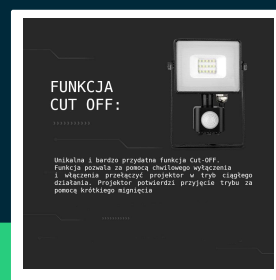 FUNKCJA
CUT OFF:
Unikalna i bardzo przydatna funkcja Cut-OFF.
Funkcja pozwala za pomocą chwilowego wyłączenia
i włączenia przełączyć projektor w tryb ciągłego
działania. Projektor potwierdzi przyjęcie trybu za
pomocą krótkiego mignięcia